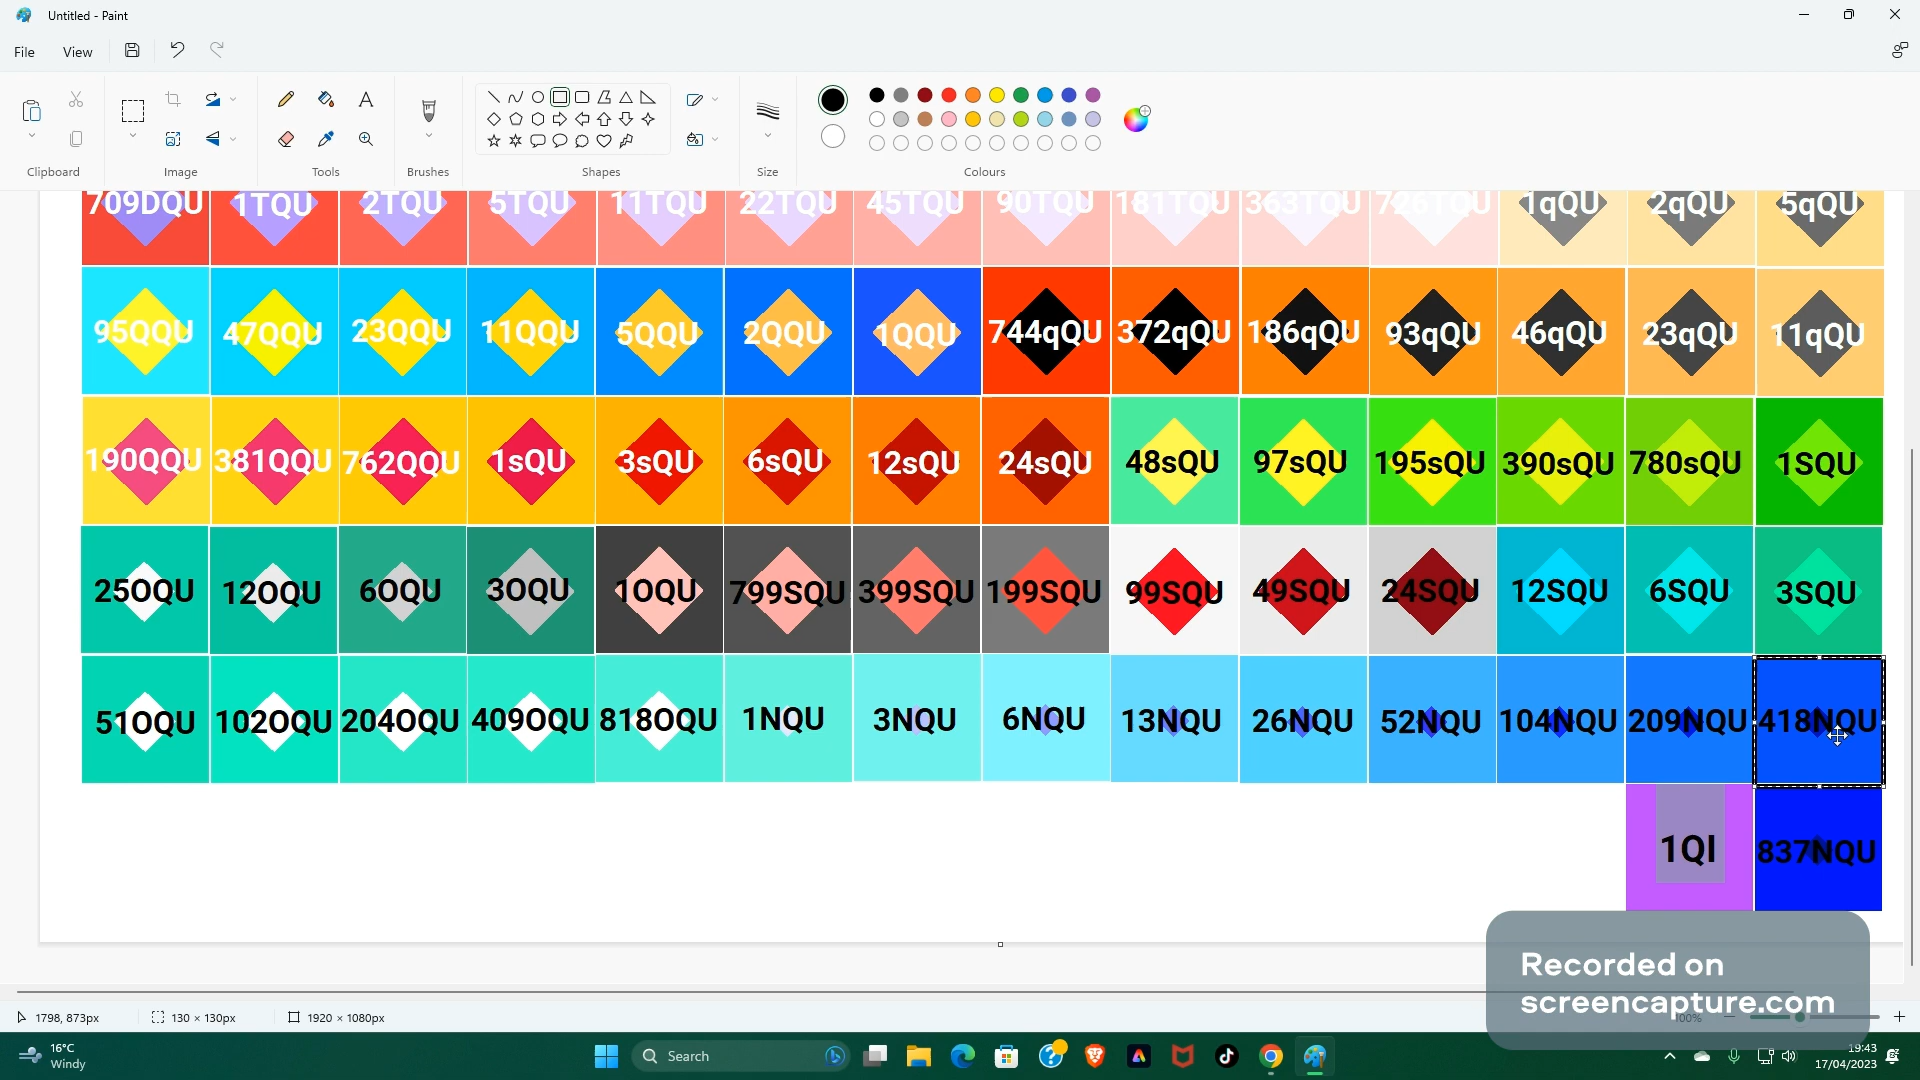 Untitled - Paint
File View
Clipboard Image Tools Brushes Shapes Size Colours
709DQU 1TQU 2TQU 5TQU 11TQU 22TQU 45TQU 90TQU 181TQU 363TQU 726TQU 1qQU 2qQU 5qQU
95QQU 47QQU 23QQU 11QQU 5QQU 2QQU 1QQU 744qQU 372qQU 186qQU 93qQU 46qQU 23qQU 11qQU
190QQU 381QQU 762QQU 1sQU 3sQU 6sQU 12sQU 24sQU 48sQU 97sQU 195sQU 390sQU 780sQU 1SQU
25OQU 12OQU 6OQU 3OQU 1OQU 799SQU 399SQU 199SQU 99SQU 49SQU 24SQU 12SQU 6SQU 3SQU
51OQU 102OQU 204OQU 409OQU 818OQU 1NQU 3NQU 6NQU 13NQU 26NQU 52NQU 104NQU 209NQU 418NQU
1QI 837NQU
Recorded on
screencapture.com
1798, 873px 130 × 130px 1920 × 1080px 100%
16°C
Windy
Search
19:43
17/04/2023